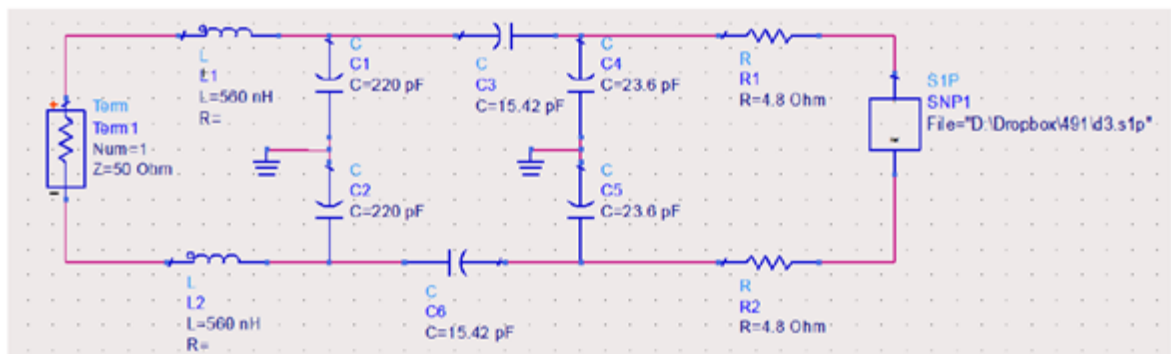 L
L1
L=560 nH
R=
C
C1
C=220 pF
C
C3
C=15.42 pF
C
C4
C=23.6 pF
R
R1
R=4.8 Ohm
S1P
SNP1
File="D:\Dropbox\491\d3.s1p"
+
Term
Term1
Num=1
Z=50 Ohm
-
C
C2
C=220 pF
C
C5
C=23.6 pF
L
L2
L=560 nH
R=
C
C6
C=15.42 pF
R
R2
R=4.8 Ohm